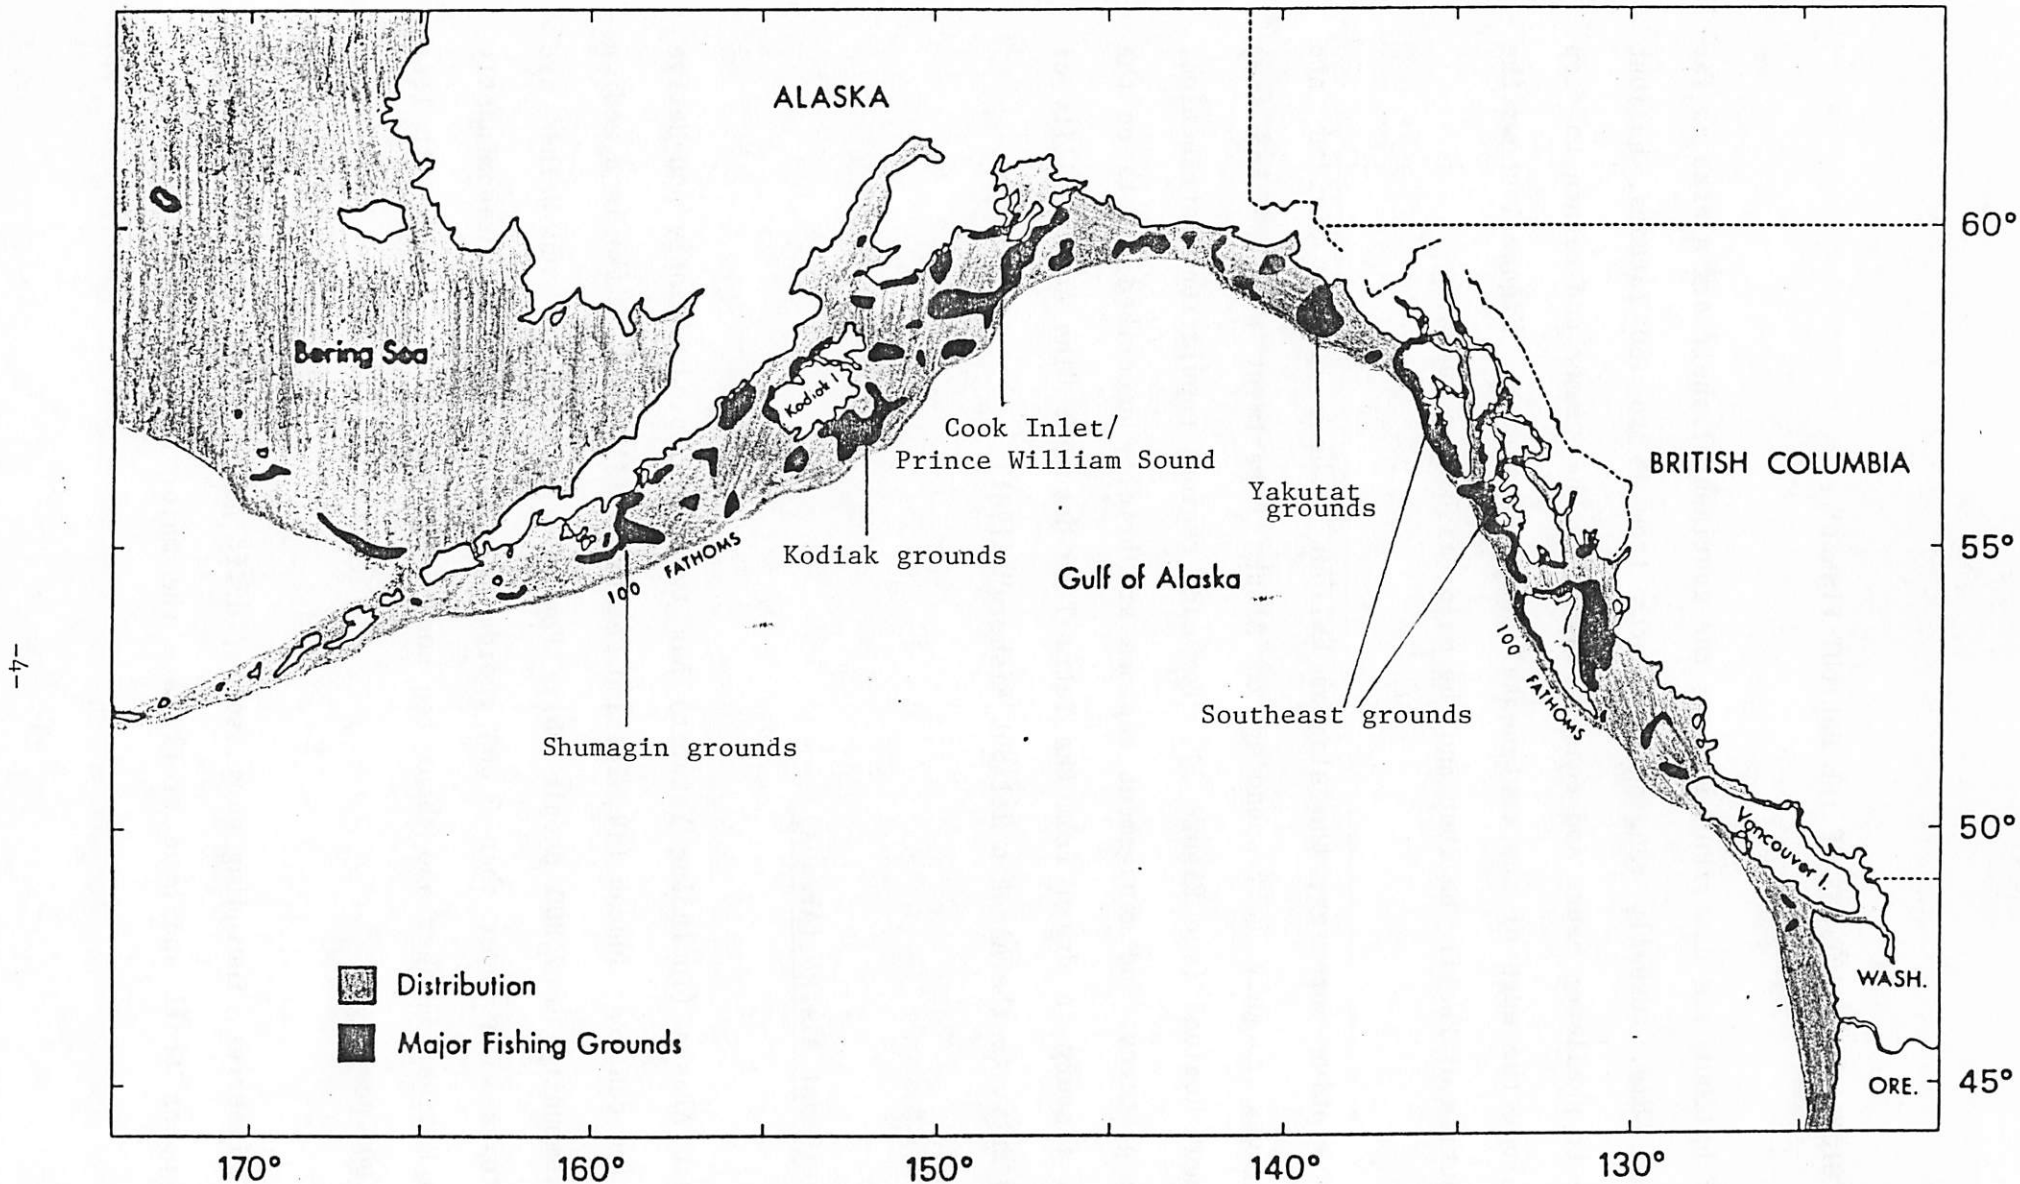 ALASKA
60°
Bering Sea
Kodiak I.
Cook Inlet/
Prince William Sound
BRITISH COLUMBIA
Yakutat
grounds
Kodiak grounds
55°
100 FATHOMS
Gulf of Alaska
100 FATHOMS
-4-
Southeast grounds
Shumagin grounds
50°
Vancouver I.
Distribution
WASH.
Major Fishing Grounds
45°
ORE.
170°
160°
150°
140°
130°